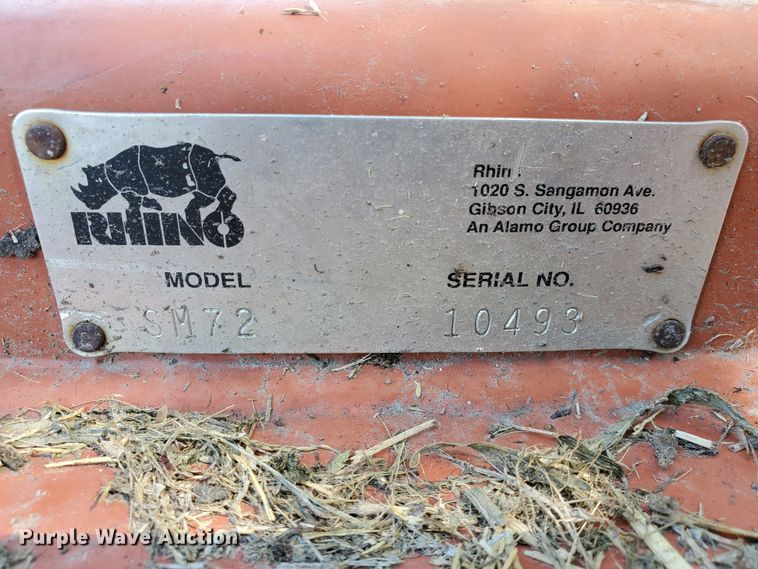 RHINO
Rhin
1020 S. Sangamon Ave.
Gibson City, IL 60936
An Alamo Group Company
MODEL SERIAL NO.
SM72 10493
Purple Wave Auction